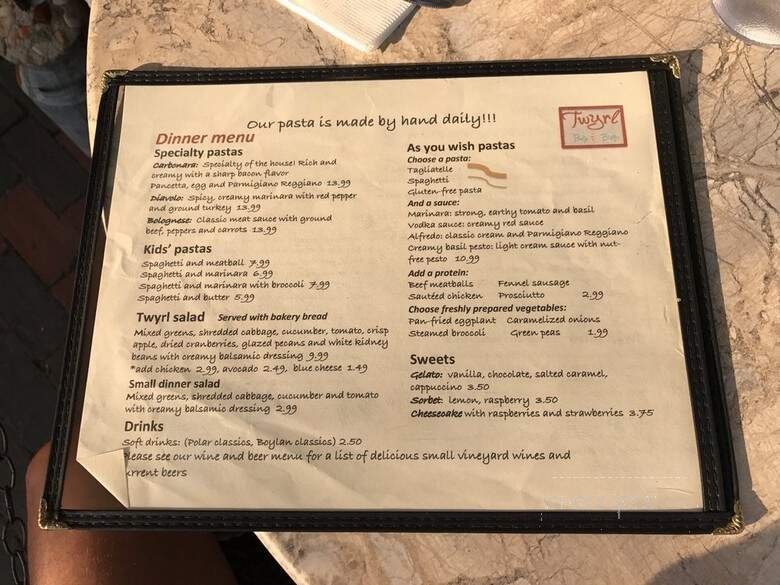 Our pasta is made by hand daily!!!
Twyrl
Dinner menu
Specialty pastas
Carbonara: Specialty of the house! Rich and
creamy with a sharp bacon flavor
Pancetta, egg and Parmigiano Reggiano 13.99
Diavolo: Spicy, creamy marinara with red pepper
and ground turkey 13.99
Bolognese: Classic meat sauce with ground
beef, peppers and carrots 13.99
Kids' pastas
Spaghetti and meatball 7.99
Spaghetti and marinara 6.99
Spaghetti and marinara with broccoli 7.99
Spaghetti and butter 5.99
Twyrl salad Served with bakery bread
Mixed greens, shredded cabbage, cucumber, tomato, crisp
apple, dried cranberries, glazed pecans and white kidney
beans with creamy balsamic dressing 9.99
*add chicken 2.99, avocado 2.49, blue cheese 1.49
Small dinner salad
Mixed greens, shredded cabbage, cucumber and tomato
with creamy balsamic dressing 2.99
Drinks
Soft drinks: (Polar classics, Boylan classics) 2.50
lease see our wine and beer menu for a list of delicious small vineyard wines and
rrent beers
As you wish pastas
Choose a pasta:
Tagliatelle
Spaghetti
Gluten-free pasta
And a sauce:
Marinara: strong, earthy tomato and basil
Vodka sauce: creamy red sauce
Alfredo: classic cream and Parmigiano Reggiano
Creamy basil pesto: light cream sauce with nut-
free pesto 10.99
Add a protein:
Beef meatballs Fennel sausage
Sautéed chicken Prosciutto 2.99
Choose freshly prepared vegetables:
Pan-fried eggplant Caramelized onions
Steamed broccoli Green peas 1.99
Sweets
Gelato: vanilla, chocolate, salted caramel,
cappuccino 3.50
Sorbet: lemon, raspberry 3.50
Cheesecake with raspberries and strawberries 3.75